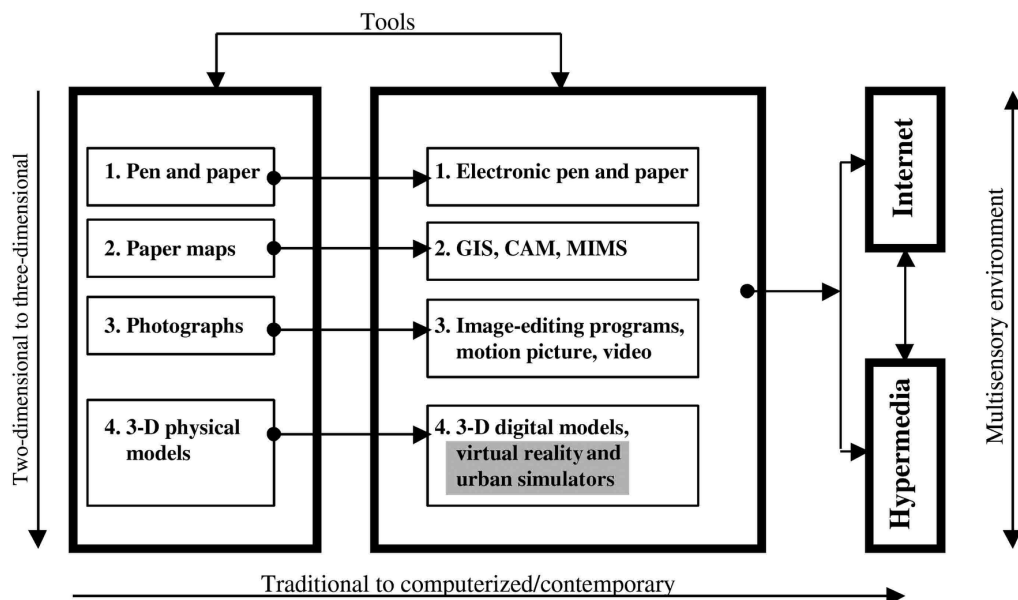 Tools
Two-dimensional to three-dimensional
1. Pen and paper
2. Paper maps
3. Photographs
4. 3-D physical
models
1. Electronic pen and paper
2. GIS, CAM, MIMS
3. Image-editing programs,
motion picture, video
4. 3-D digital models,
virtual reality and
urban simulators
Internet
Hypermedia
Multisensory environment
Traditional to computerized/contemporary